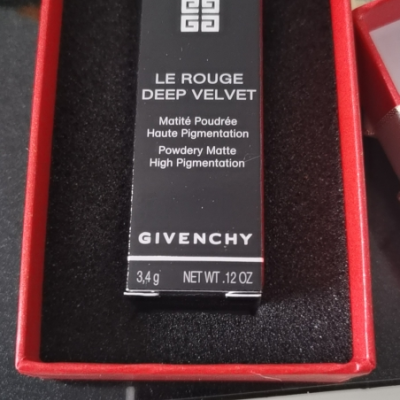 LE ROUGE
DEEP VELVET
Matité Poudrée
Haute Pigmentation
Powdery Matte
High Pigmentation
GIVENCHY
3,4 g NET WT .12 OZ